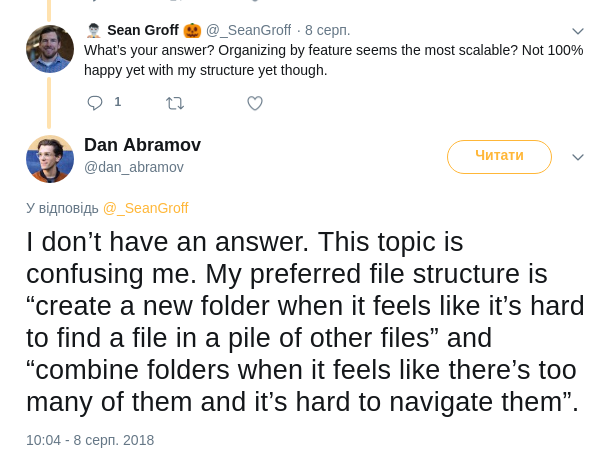 Sean Groff 🎃 @_SeanGroff · 8 серп.
What’s your answer? Organizing by feature seems the most scalable? Not 100%
happy yet with my structure yet though.
1
Dan Abramov
@dan_abramov
Читати
У відповідь @_SeanGroff
I don’t have an answer. This topic is
confusing me. My preferred file structure is
“create a new folder when it feels like it’s hard
to find a file in a pile of other files” and
“combine folders when it feels like there’s too
many of them and it’s hard to navigate them”.
10:04 - 8 серп. 2018